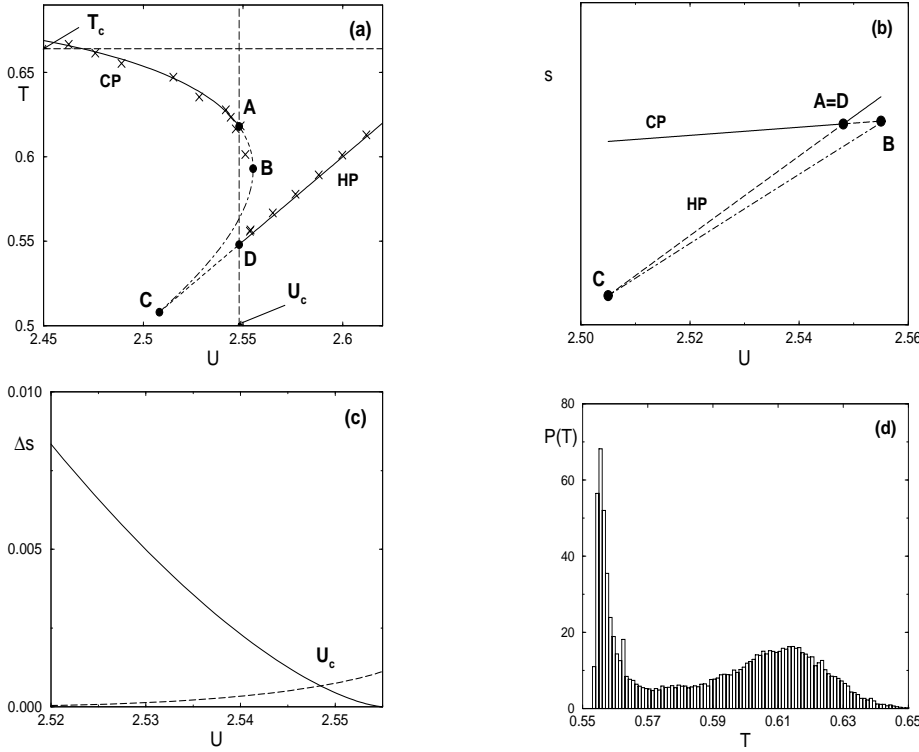 (a)
T_c
0.65
T
CP
A
0.6
B
HP
0.55
D
C
U_c
0.5
2.45 2.5 2.55 2.6
U
(b)
s
A=D
CP
B
HP
C
2.50 2.52 2.54 2.56
U
0.010
(c)
Δs
0.005
U_c
0.000
2.52 2.53 2.54 2.55
U
80
(d)
P(T)
60
40
20
0
0.55 0.57 0.59 0.61 0.63 0.65
T